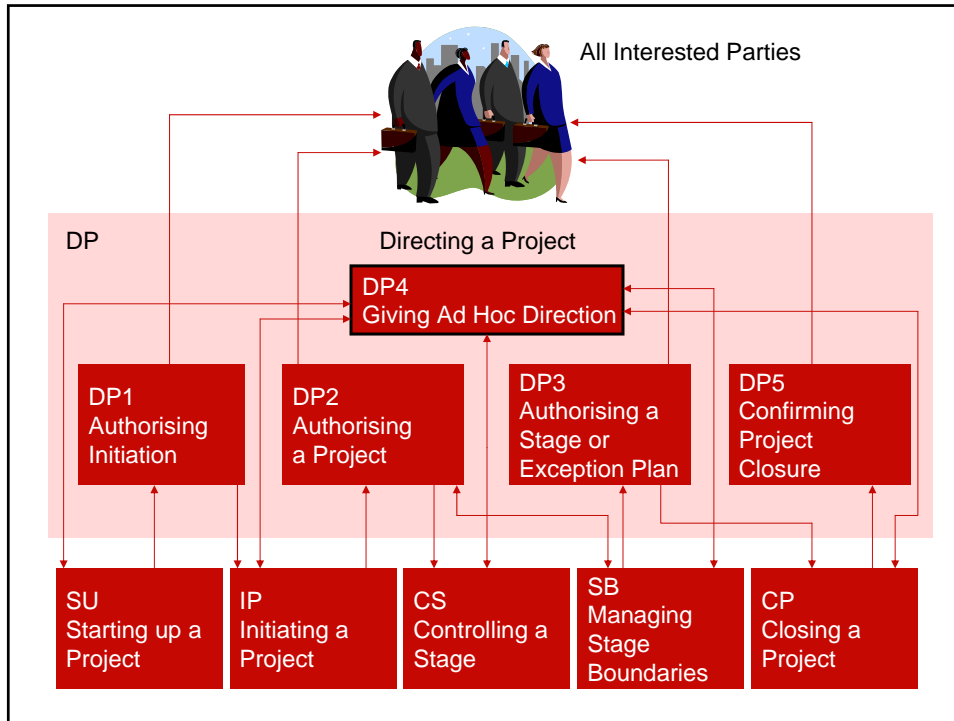 All Interested Parties
DP
Directing a Project
DP4
Giving Ad Hoc Direction
DP1
Authorising
Initiation
DP2
Authorising
a Project
DP3
Authorising a
Stage or
Exception Plan
DP5
Confirming
Project
Closure
SU
Starting up a
Project
IP
Initiating a
Project
CS
Controlling a
Stage
SB
Managing
Stage
Boundaries
CP
Closing a
Project